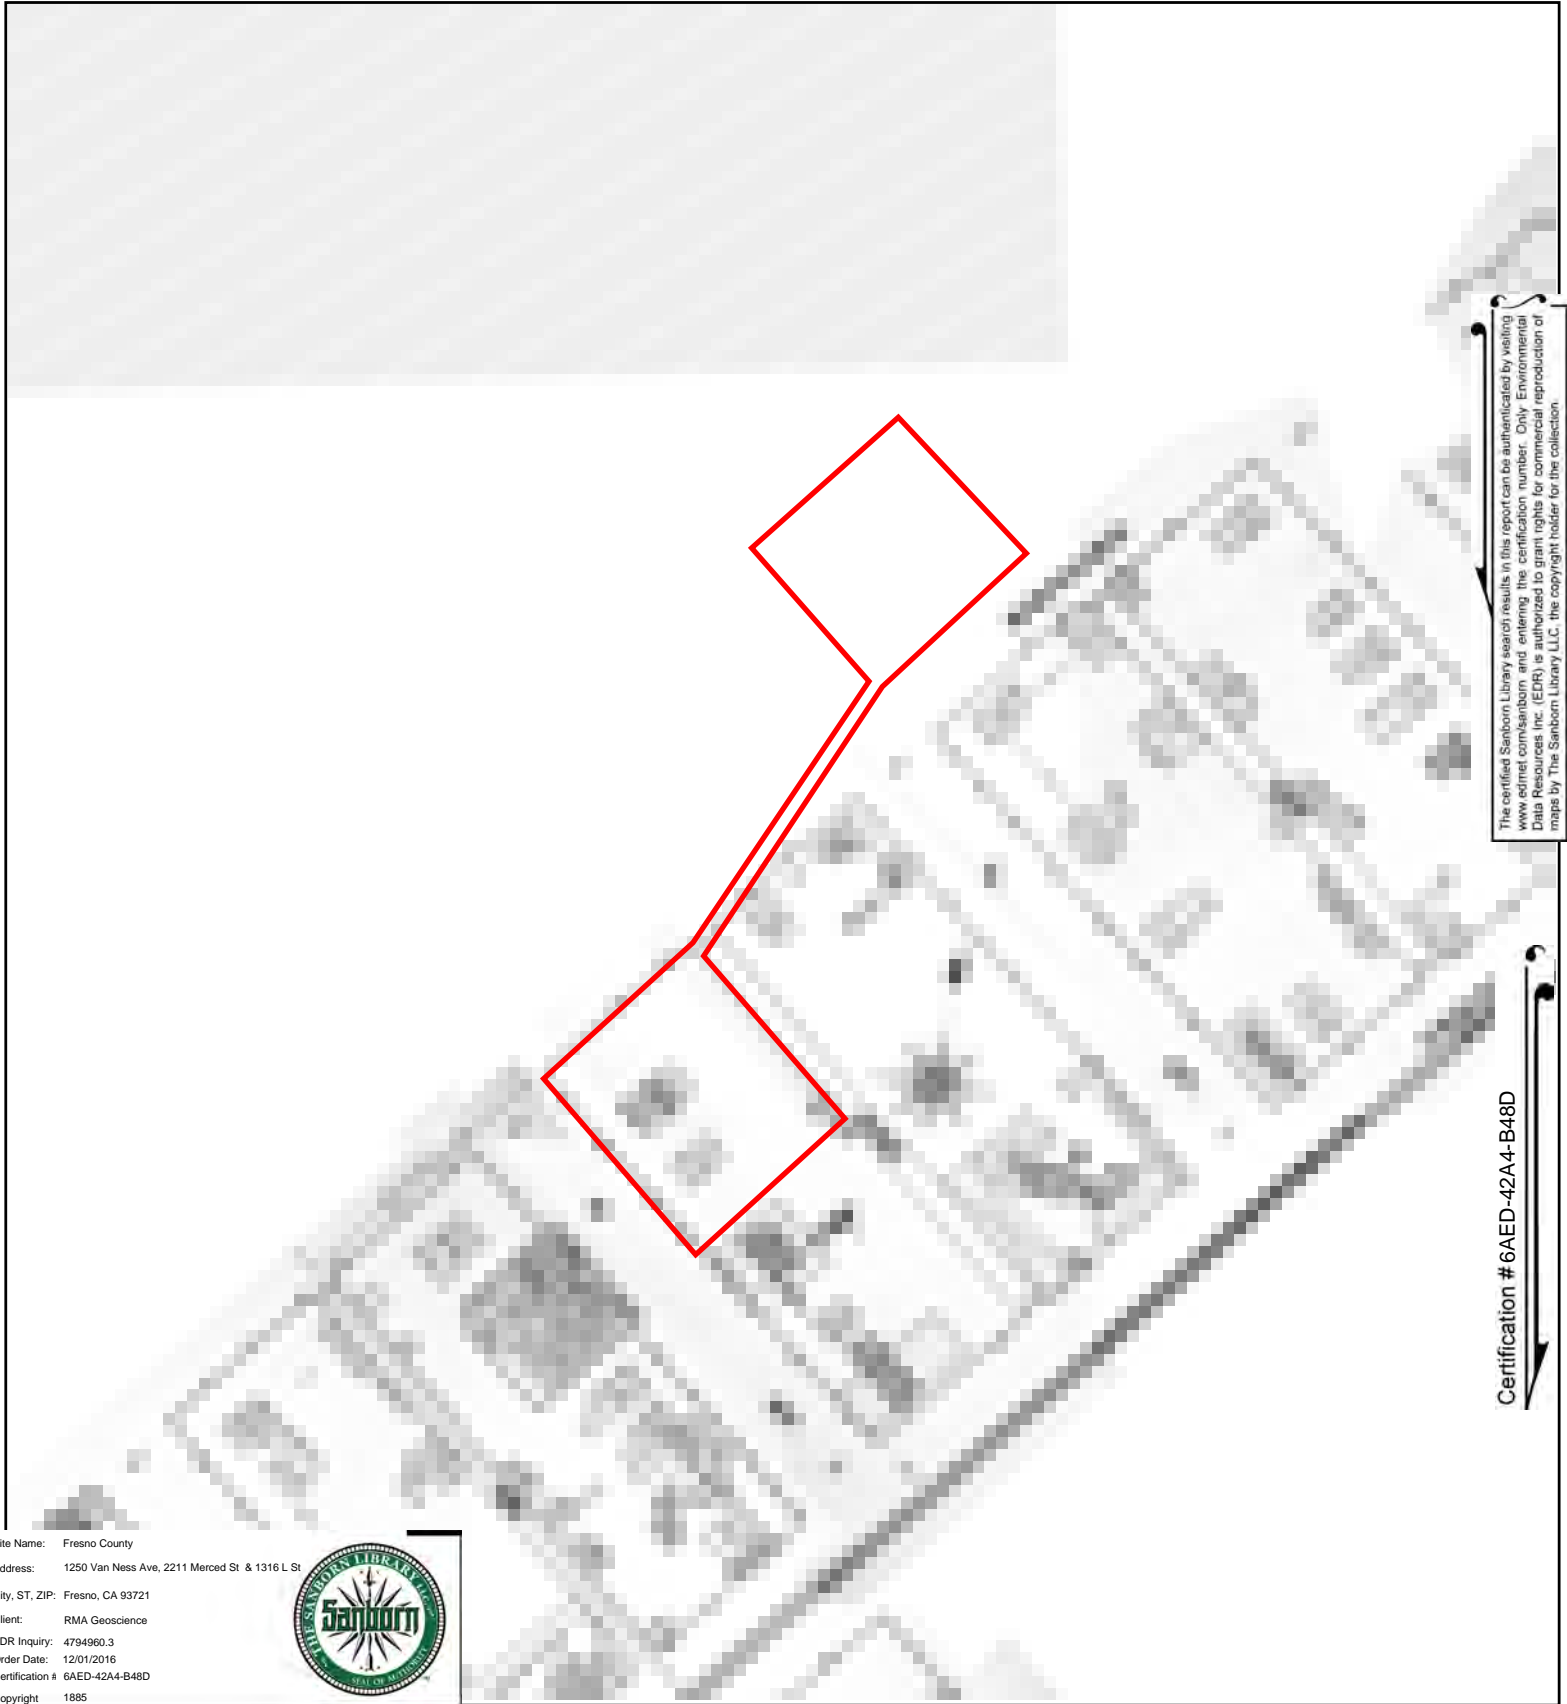 The certified Sanborn Library search results in this report can be authenticated by visiting
www.edrnet.com/sanborn and entering the certification number. Only Environmental
Data Resources Inc. (EDR) is authorized to grant rights for commercial reproduction of
maps by The Sanborn Library LLC, the copyright holder for the collection.
Certification # 6AED-42A4-B48D
ite Name: Fresno County
ddress: 1250 Van Ness Ave, 2211 Merced St & 1316 L St
ity, ST, ZIP: Fresno, CA 93721
lient: RMA Geoscience
DR Inquiry: 4794960.3
rder Date: 12/01/2016
ertification # 6AED-42A4-B48D
opyright 1885
THE SANBORN LIBRARY, LLC
Sanborn
SEAL OF AUTHORITY